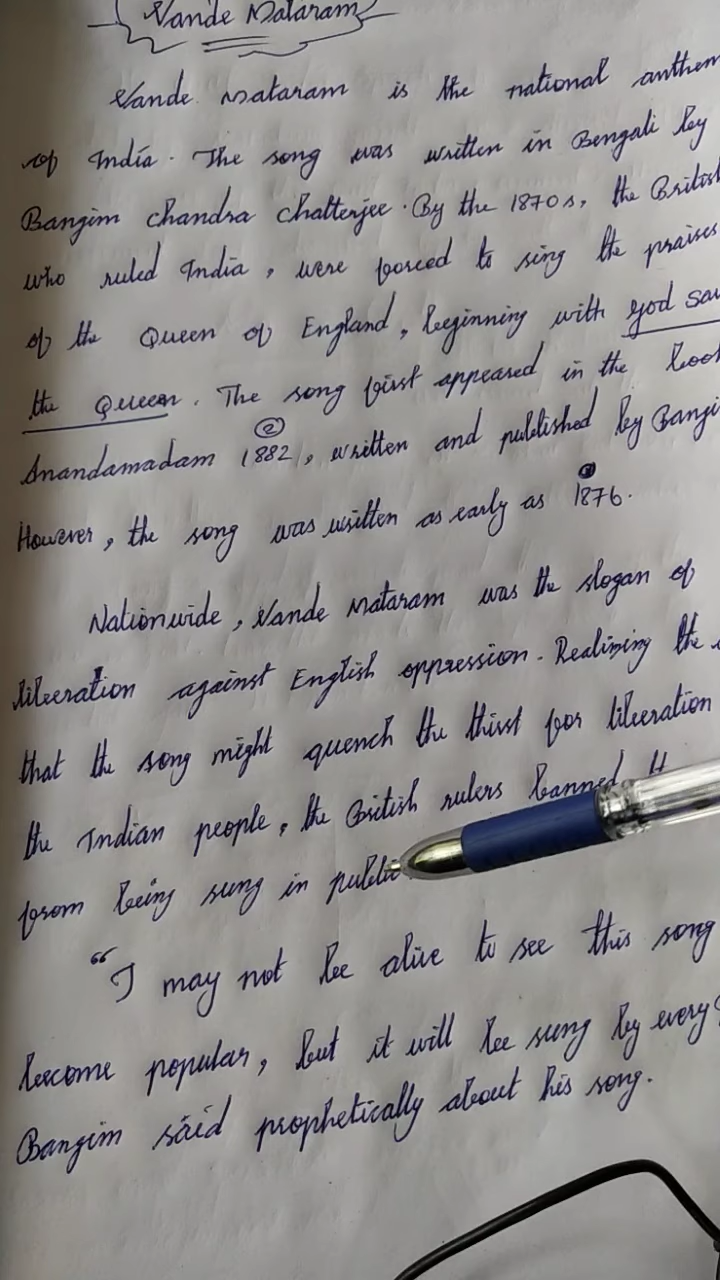 Vande Mataram
Vande Mataram is the national anthem
of India. The song was written in Bengali by
Bangim chandra chatterjee. By the 1870s, the British
who ruled India, were forced to sing the praises
of the Queen of England, beginning with god
the Queen. The song first appeared in the
2
Anandamadam 1882, written and published by
However, the song was written as early as 1876.
Nationwide, Vande Mataram was the slogan of
liberation against English oppression. Realizing the
that the song might quench the thirst for liberation
the Indian people, the British rulers banned
from being sung in public
"I may not be alive to see this song
become popular, but it will be sung by every
Bangim said prophetically about his song.